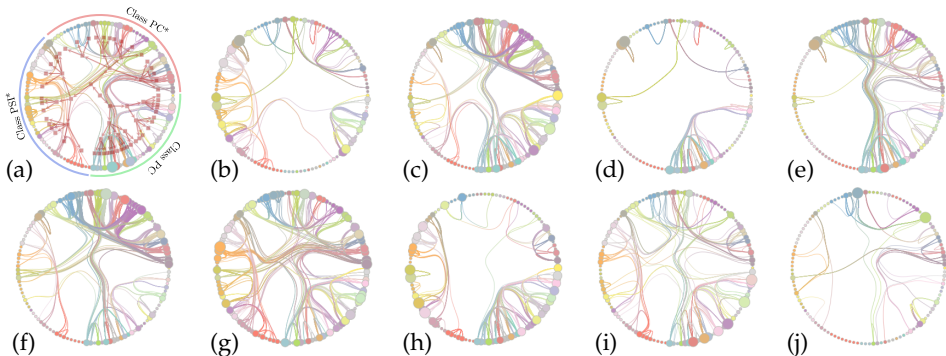 Class PC*
Class PSI*
Class PC
(a)
(b)
(c)
(d)
(e)
(f)
(g)
(h)
(i)
(j)